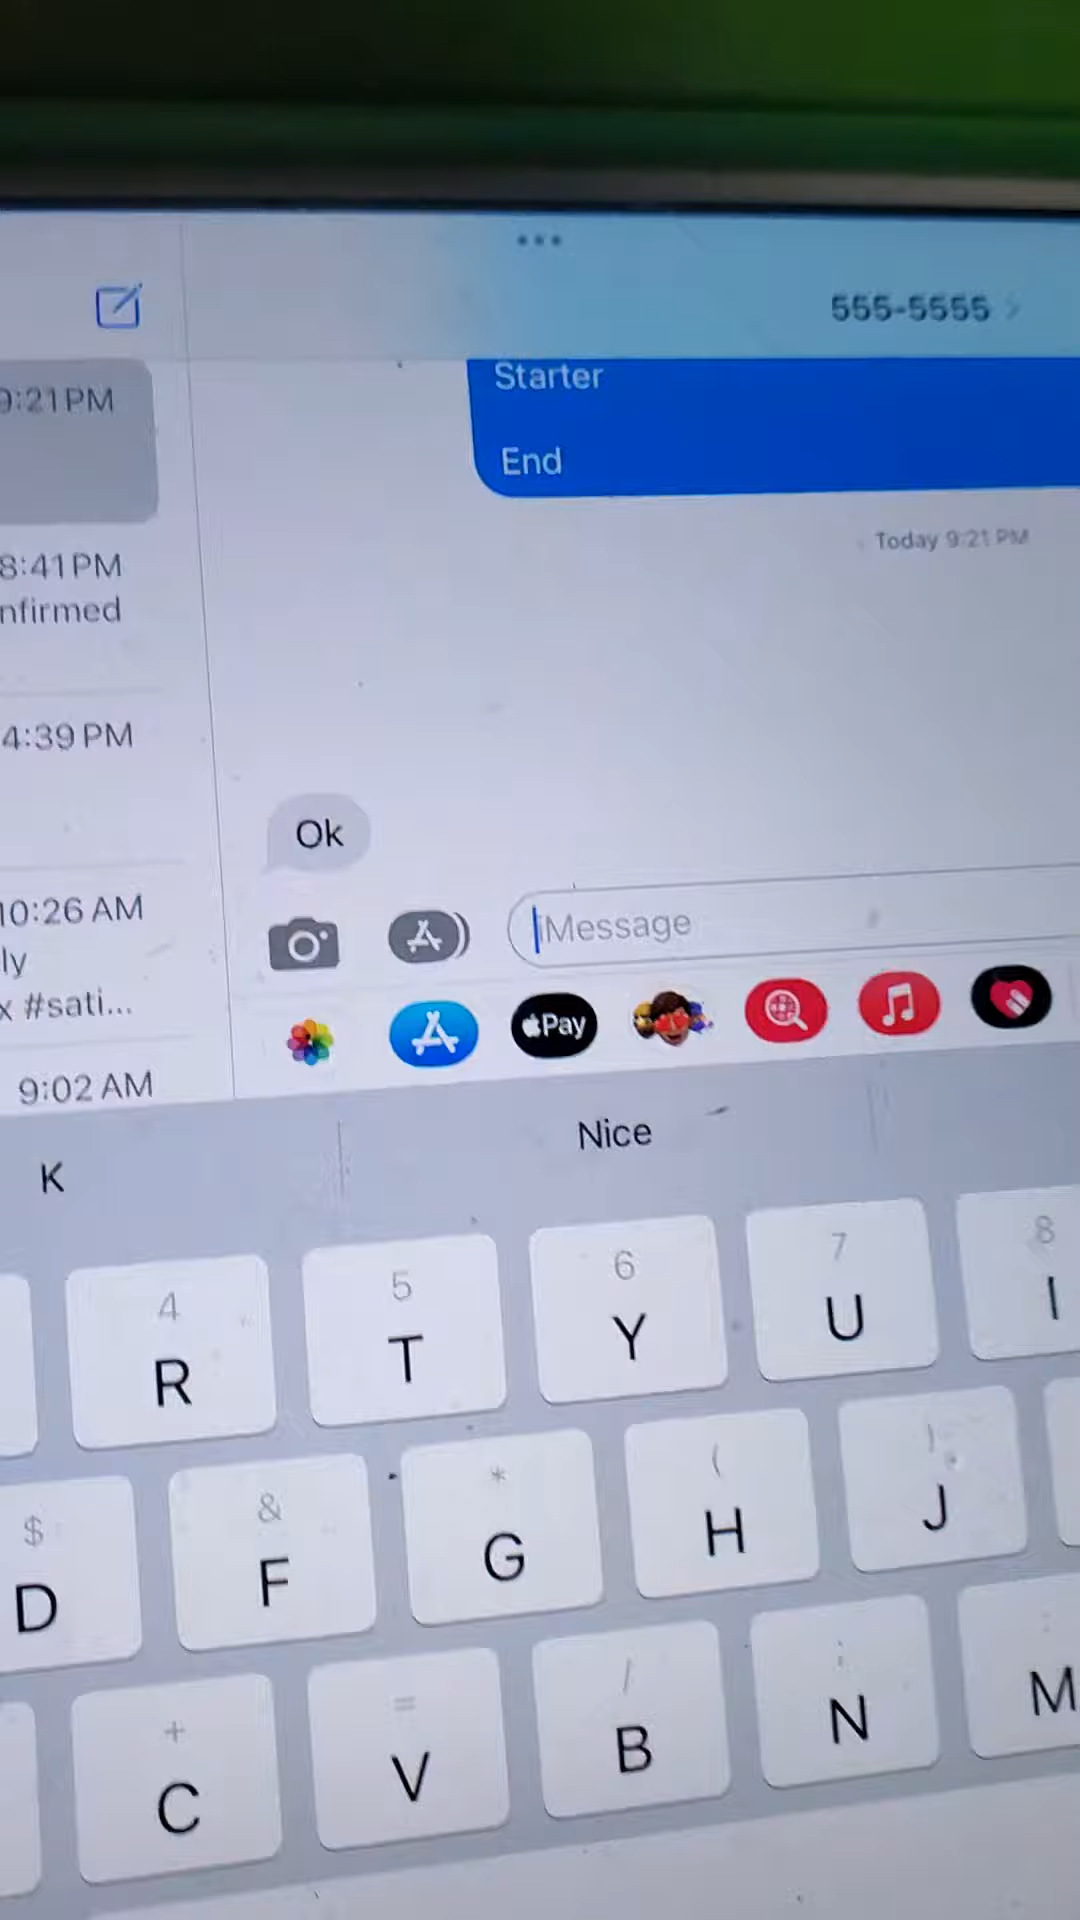 555-5555 >
9:21 PM
8:41 PM
nfirmed
4:39 PM
10:26 AM
ly
x #sati...
9:02 AM
Starter
End
Today 9:21 PM
Ok
iMessage
Pay
K
Nice
4 5 6 7 8
R T Y U I
$ & * ( )
D F G H J
+ = / ; :
C V B N M